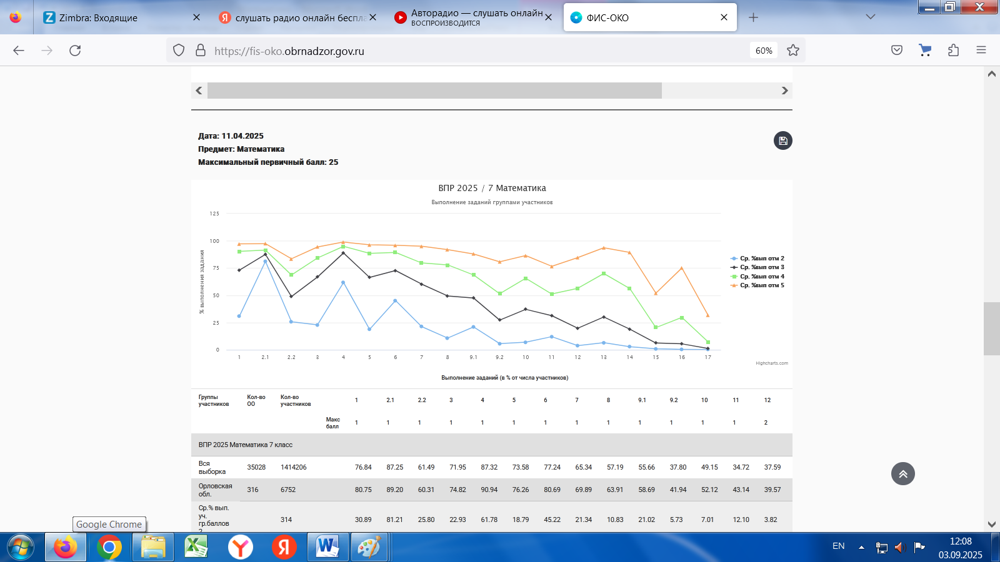 Zimbra: Входящие
слушать радио онлайн беспла
Авторадио — слушать онлайн
ВОСПРОИЗВОДИТСЯ
ФИС-ОКО
https://fis-oko.obrnadzor.gov.ru
60%
Дата: 11.04.2025
Предмет: Математика
Максимальный первичный балл: 25
ВПР 2025 / 7 Математика
Выполнение заданий группами участников
% выполнения задания
125
100
75
50
25
0
1 2.1 2.2 3 4 5 6 7 8 9.1 9.2 10 11 12 13 14 15 16 17
Ср. %вып отм 2
Ср. %вып отм 3
Ср. %вып отм 4
Ср. %вып отм 5
Highcharts.com
Выполнение заданий (в % от числа участников)
Группы участников Кол-во ОО Кол-во участников 1 2.1 2.2 3 4 5 6 7 8 9.1 9.2 10 11 12
Макс балл 1 1 1 1 1 1 1 1 1 1 1 1 1 2
ВПР 2025 Математика 7 класс
Вся выборка 35028 1414206 76.84 87.25 61.49 71.95 87.32 73.58 77.24 65.34 57.19 55.66 37.80 49.15 34.72 37.59
Орловская обл. 316 6752 80.75 89.20 60.31 74.82 90.94 76.26 80.69 69.89 63.91 58.69 41.94 52.12 43.14 39.57
Ср.% вып. уч. гр.баллов 2 314 30.89 81.21 25.80 22.93 61.78 18.79 45.22 21.34 10.83 21.02 5.73 7.01 12.10 3.82
Google Chrome
EN
12:08
03.09.2025